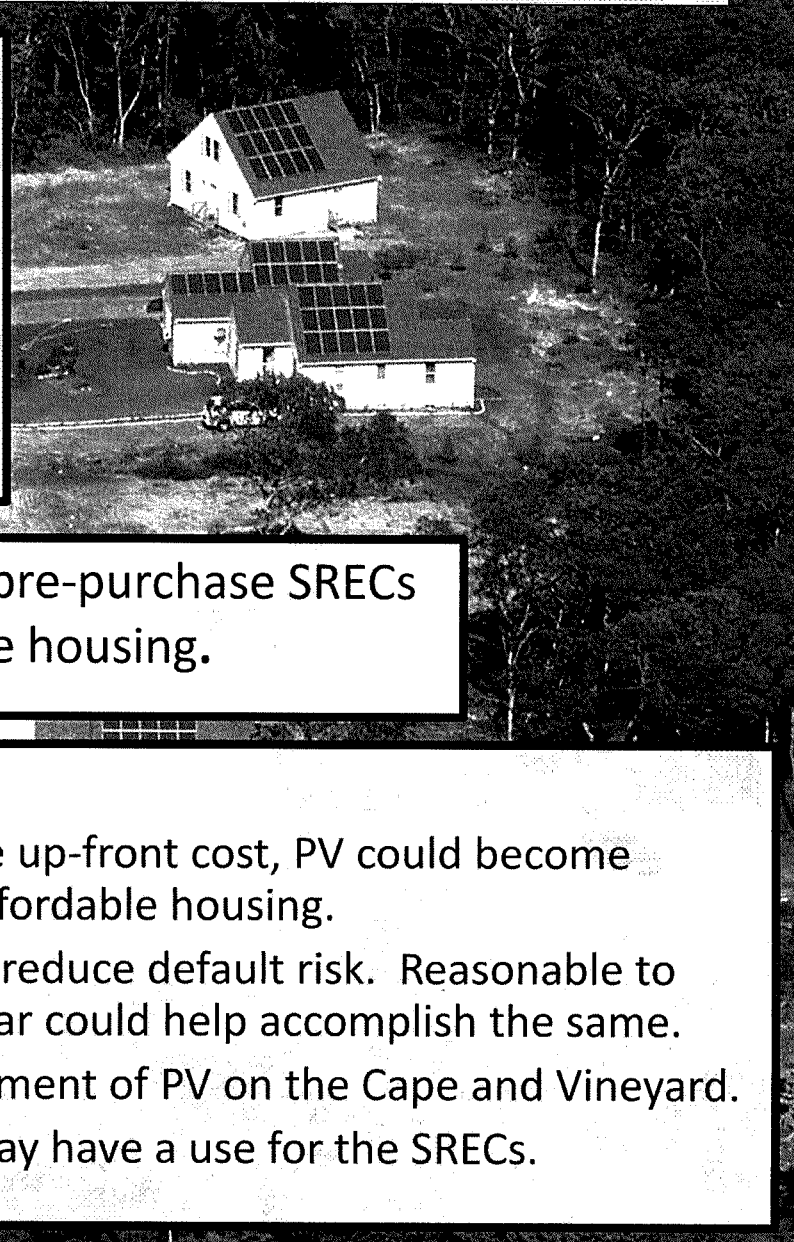 pre-purchase SRECs
e housing.
e up-front cost, PV could become
fordable housing.
reduce default risk.  Reasonable to
ar could help accomplish the same.
ment of PV on the Cape and Vineyard.
ay have a use for the SRECs.